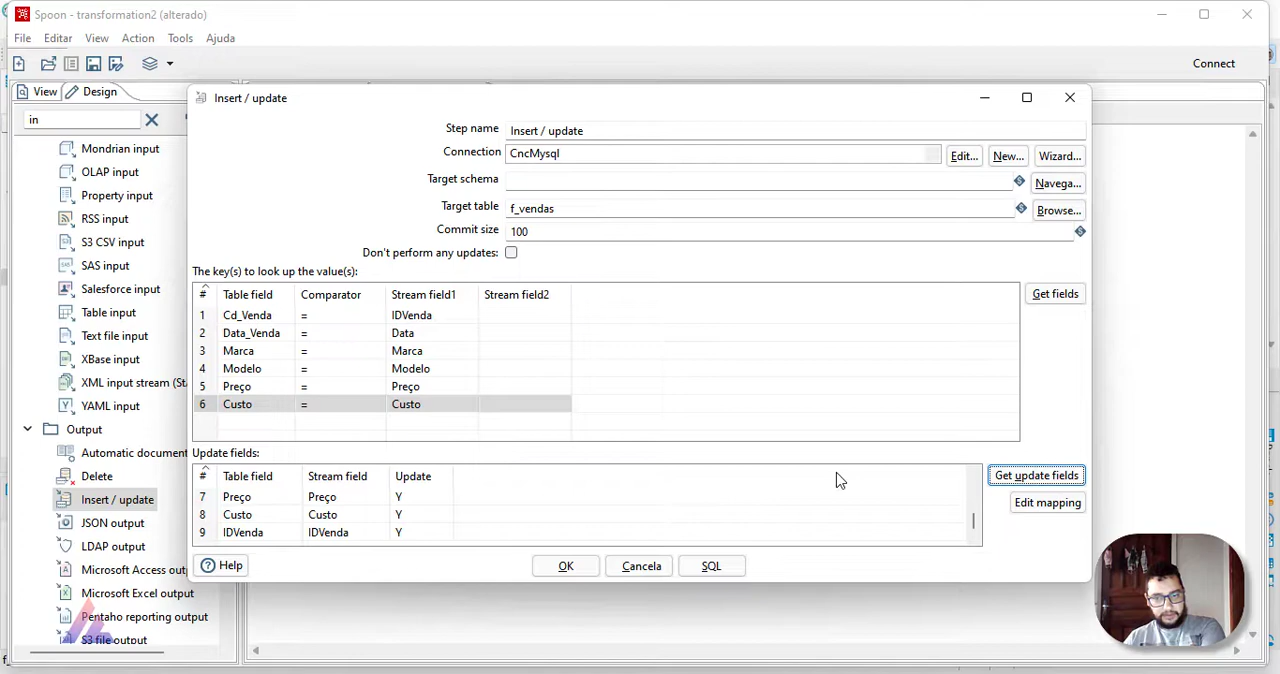 Spoon - transformation2 (alterado)
File Editar View Action Tools Ajuda
Connect
View Design
in
Mondrian input
OLAP input
Property input
RSS input
S3 CSV input
SAS input
Salesforce input
Table input
Text file input
XBase input
XML input stream (St
YAML input
Output
Automatic documen
Delete
Insert / update
JSON output
LDAP output
Microsoft Access ou
Microsoft Excel output
Pentaho reporting output
S3 file output
Insert / update
Step name Insert / update
Connection CncMysql Edit... New... Wizard...
Target schema Navega...
Target table f_vendas Browse...
Commit size 100
Don't perform any updates:
The key(s) to look up the value(s):
# Table field Comparator Stream field1 Stream field2 Get fields
1 Cd_Venda = IDVenda
2 Data_Venda = Data
3 Marca = Marca
4 Modelo = Modelo
5 Preço = Preço
6 Custo = Custo
Update fields:
# Table field Stream field Update Get update fields
7 Preço Preço Y
8 Custo Custo Y
9 IDVenda IDVenda Y
Edit mapping
Help OK Cancela SQL